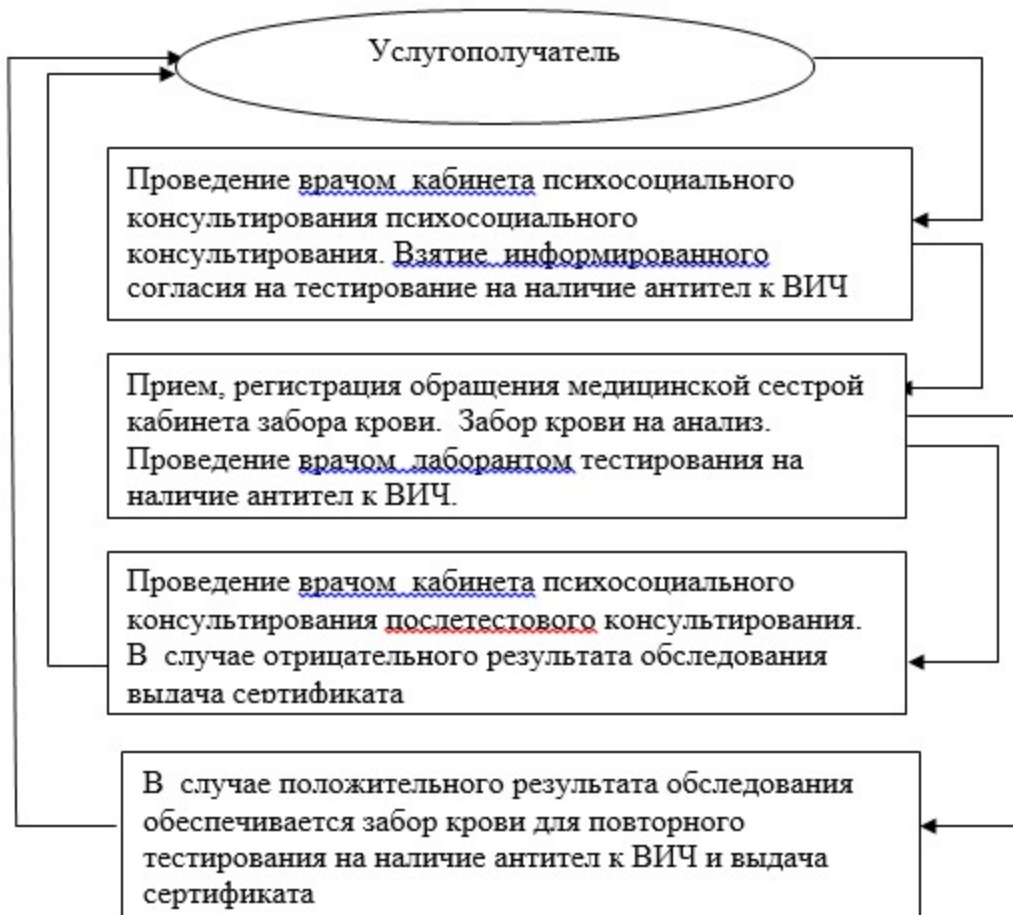 Услугополучатель
Проведение врачом кабинета психосоциального
консультирования психосоциального
консультирования. Взятие информированного
согласия на тестирование на наличие антител к ВИЧ
Прием, регистрация обращения медицинской сестрой
кабинета забора крови. Забор крови на анализ.
Проведение врачом лаборантом тестирования на
наличие антител к ВИЧ.
Проведение врачом кабинета психосоциального
консультирования послетестового консультирования.
В случае отрицательного результата обследования
выдача сертификата
В случае положительного результата обследования
обеспечивается забор крови для повторного
тестирования на наличие антител к ВИЧ и выдача
сертификата